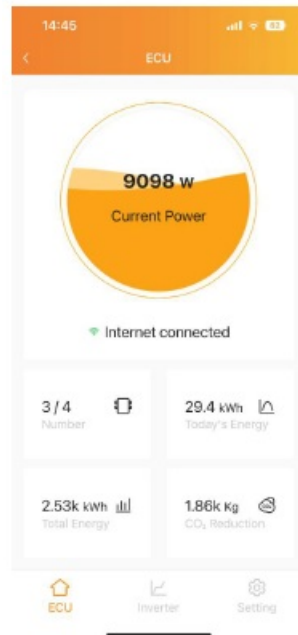 14:45
82
ECU
9098 W
Current Power
Internet connected
3 / 4
Number
29.4 kWh
Today's Energy
2.53k kWh
Total Energy
1.86k Kg
CO₂ Reduction
ECU
Inverter
Setting